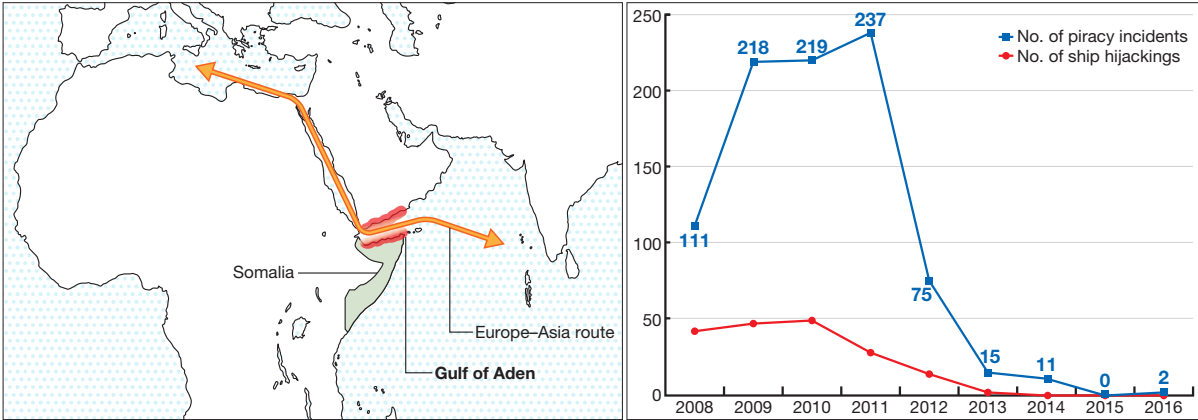 Somalia
Europe–Asia route
Gulf of Aden
250
200
150
100
50
0
No. of piracy incidents
No. of ship hijackings
111
218
219
237
75
15
11
0
2
2008 2009 2010 2011 2012 2013 2014 2015 2016